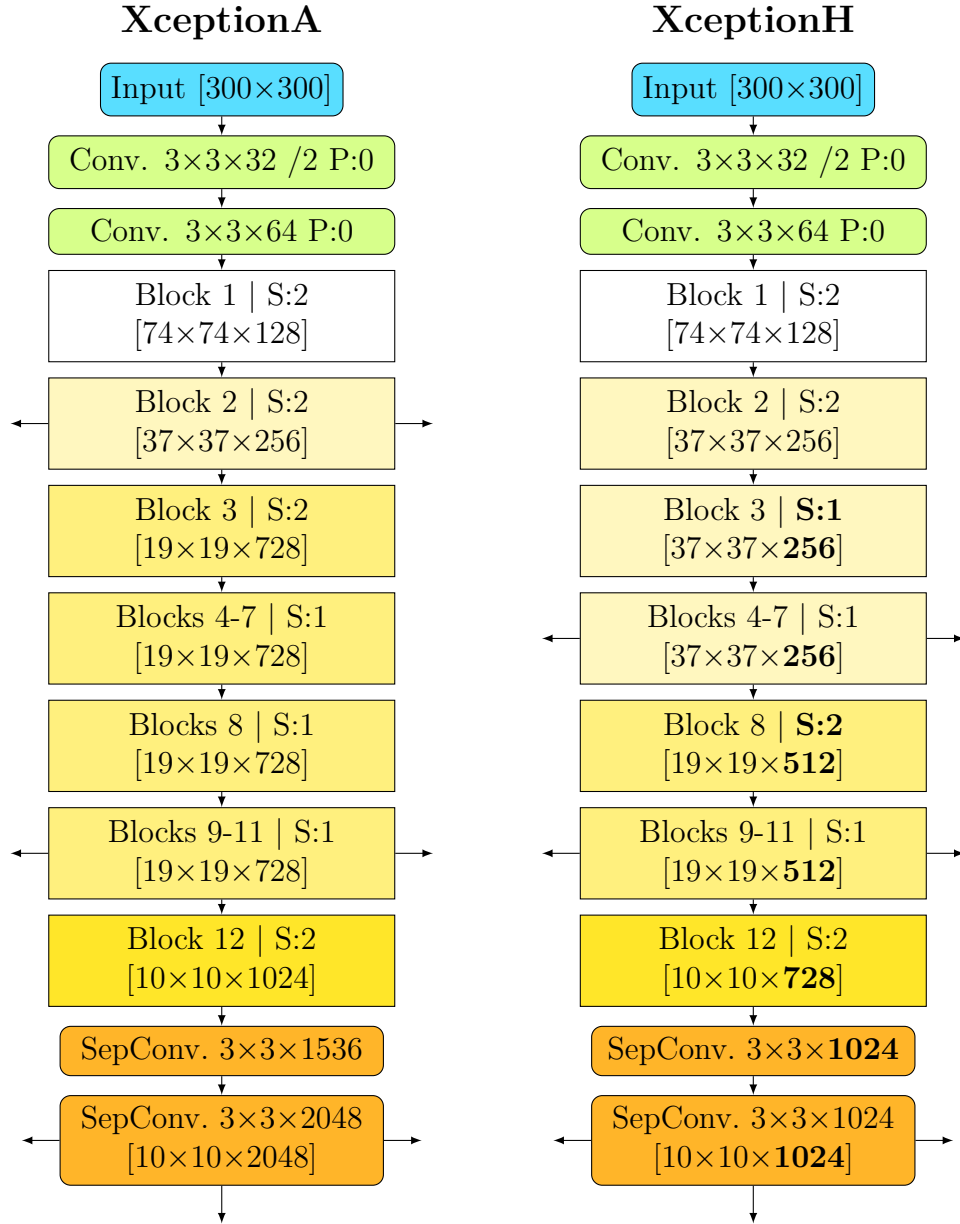 XceptionA
Input [300×300]
Conv. 3×3×32 /2 P:0
Conv. 3×3×64 P:0
Block 1 | S:2
[74×74×128]
Block 2 | S:2
[37×37×256]
Block 3 | S:2
[19×19×728]
Blocks 4-7 | S:1
[19×19×728]
Blocks 8 | S:1
[19×19×728]
Blocks 9-11 | S:1
[19×19×728]
Block 12 | S:2
[10×10×1024]
SepConv. 3×3×1536
SepConv. 3×3×2048
[10×10×2048]
XceptionH
Input [300×300]
Conv. 3×3×32 /2 P:0
Conv. 3×3×64 P:0
Block 1 | S:2
[74×74×128]
Block 2 | S:2
[37×37×256]
Block 3 | S:1
[37×37×256]
Blocks 4-7 | S:1
[37×37×256]
Block 8 | S:2
[19×19×512]
Blocks 9-11 | S:1
[19×19×512]
Block 12 | S:2
[10×10×728]
SepConv. 3×3×1024
SepConv. 3×3×1024
[10×10×1024]